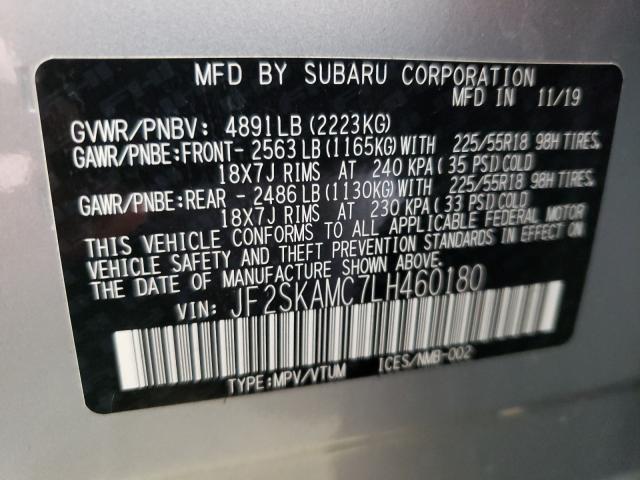 MFD BY SUBARU CORPORATION
MFD IN 11/19
GVWR/PNBV: 4891LB(2223KG)
GAWR/PNBE:FRONT- 2563LB(1165KG)WITH 225/55R18 98H TIRES,
18X7J RIMS AT 240 KPA( 35 PSI)COLD
GAWR/PNBE:REAR - 2486LB(1130KG)WITH 225/55R18 98H TIRES,
18X7J RIMS AT 230 KPA( 33 PSI)COLD
THIS VEHICLE CONFORMS TO ALL APPLICABLE FEDERAL MOTOR
VEHICLE SAFETY AND THEFT PREVENTION STANDARDS IN EFFECT ON
THE DATE OF MANUFACTURE SHOWN ABOVE.
VIN: JF2SKAMC7LH460180
TYPE:MPV/VTUM ICES/NMB-002